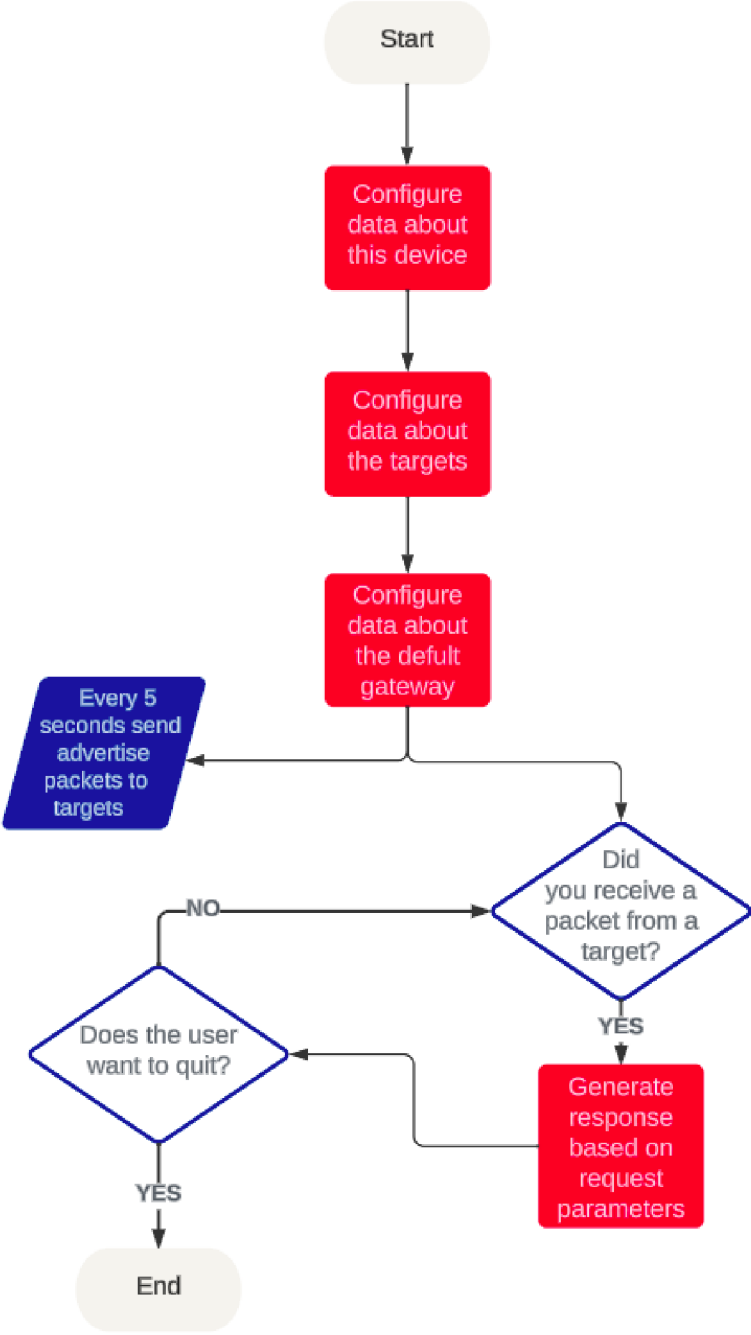 Start
Configure
data about
this device
Configure
data about
the targets
Configure
data about
the defult
gateway
Every 5
seconds send
advertise
packets to
targets
Did
you receive a
packet from a
target?
NO
YES
Does the user
want to quit?
Generate
response
based on
request
parameters
YES
End